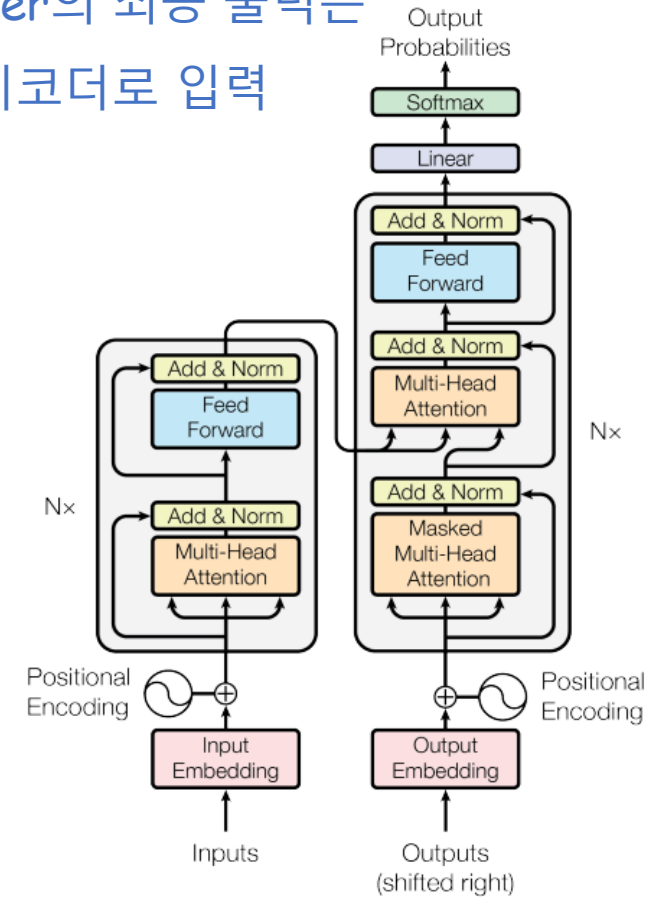 er의 최종 출력은
코더로 입력
Output
Probabilities
Softmax
Linear
Add & Norm
Feed
Forward
Add & Norm
Multi-Head
Attention
Nx
Add & Norm
Masked
Multi-Head
Attention
Positional
Encoding
Output
Embedding
Outputs
(shifted right)
Add & Norm
Feed
Forward
Nx
Add & Norm
Multi-Head
Attention
Positional
Encoding
Input
Embedding
Inputs